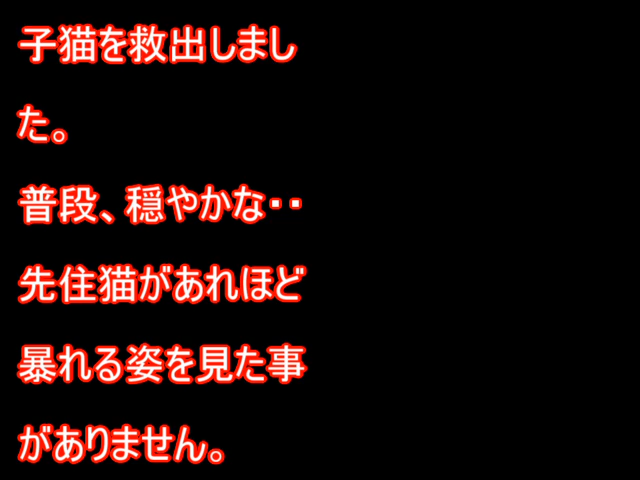 子猫を救出しまし
た。
普段、穏やかな・・
先住猫があれほど
暴れる姿を見た事
がありません。